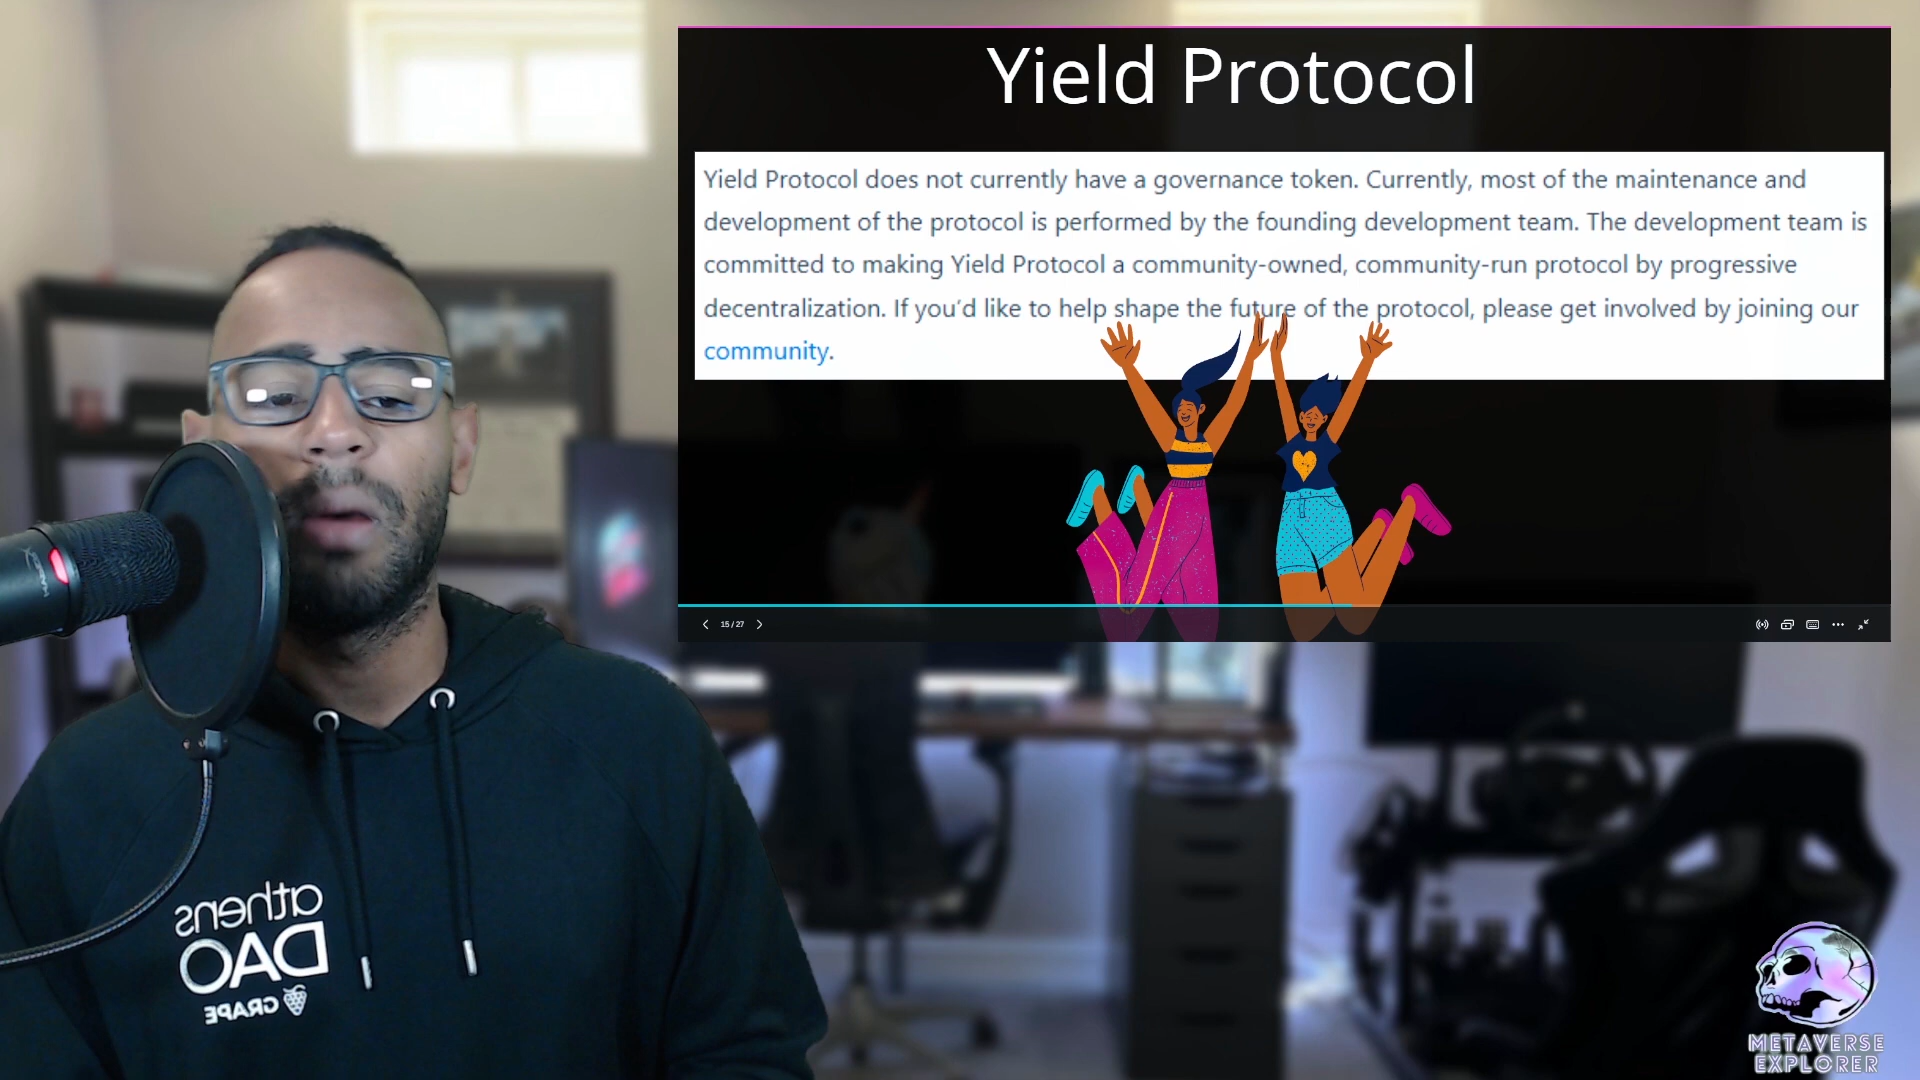 Yield Protocol
Yield Protocol does not currently have a governance token. Currently, most of the maintenance and
development of the protocol is performed by the founding development team. The development team is
committed to making Yield Protocol a community-owned, community-run protocol by progressive
decentralization. If you'd like to help shape the future of the protocol, please get involved by joining our
community.
15 / 27
athens
DAO
GRAPE
METAVERSE
EXPLORER